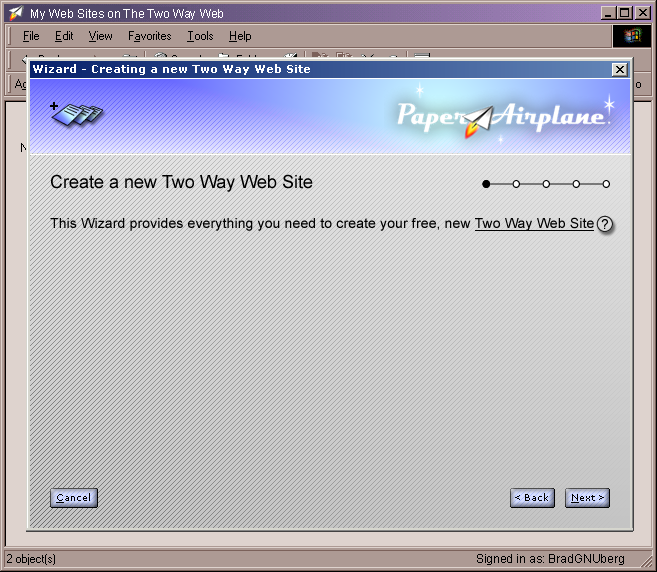 My Web Sites on The Two Way Web
File Edit View Favorites Tools Help
Wizard - Creating a new Two Way Web Site
Paper Airplane
Create a new Two Way Web Site
This Wizard provides everything you need to create your free, new Two Way Web Site ?
Cancel < Back Next >
2 object(s) Signed in as: BradGNUberg